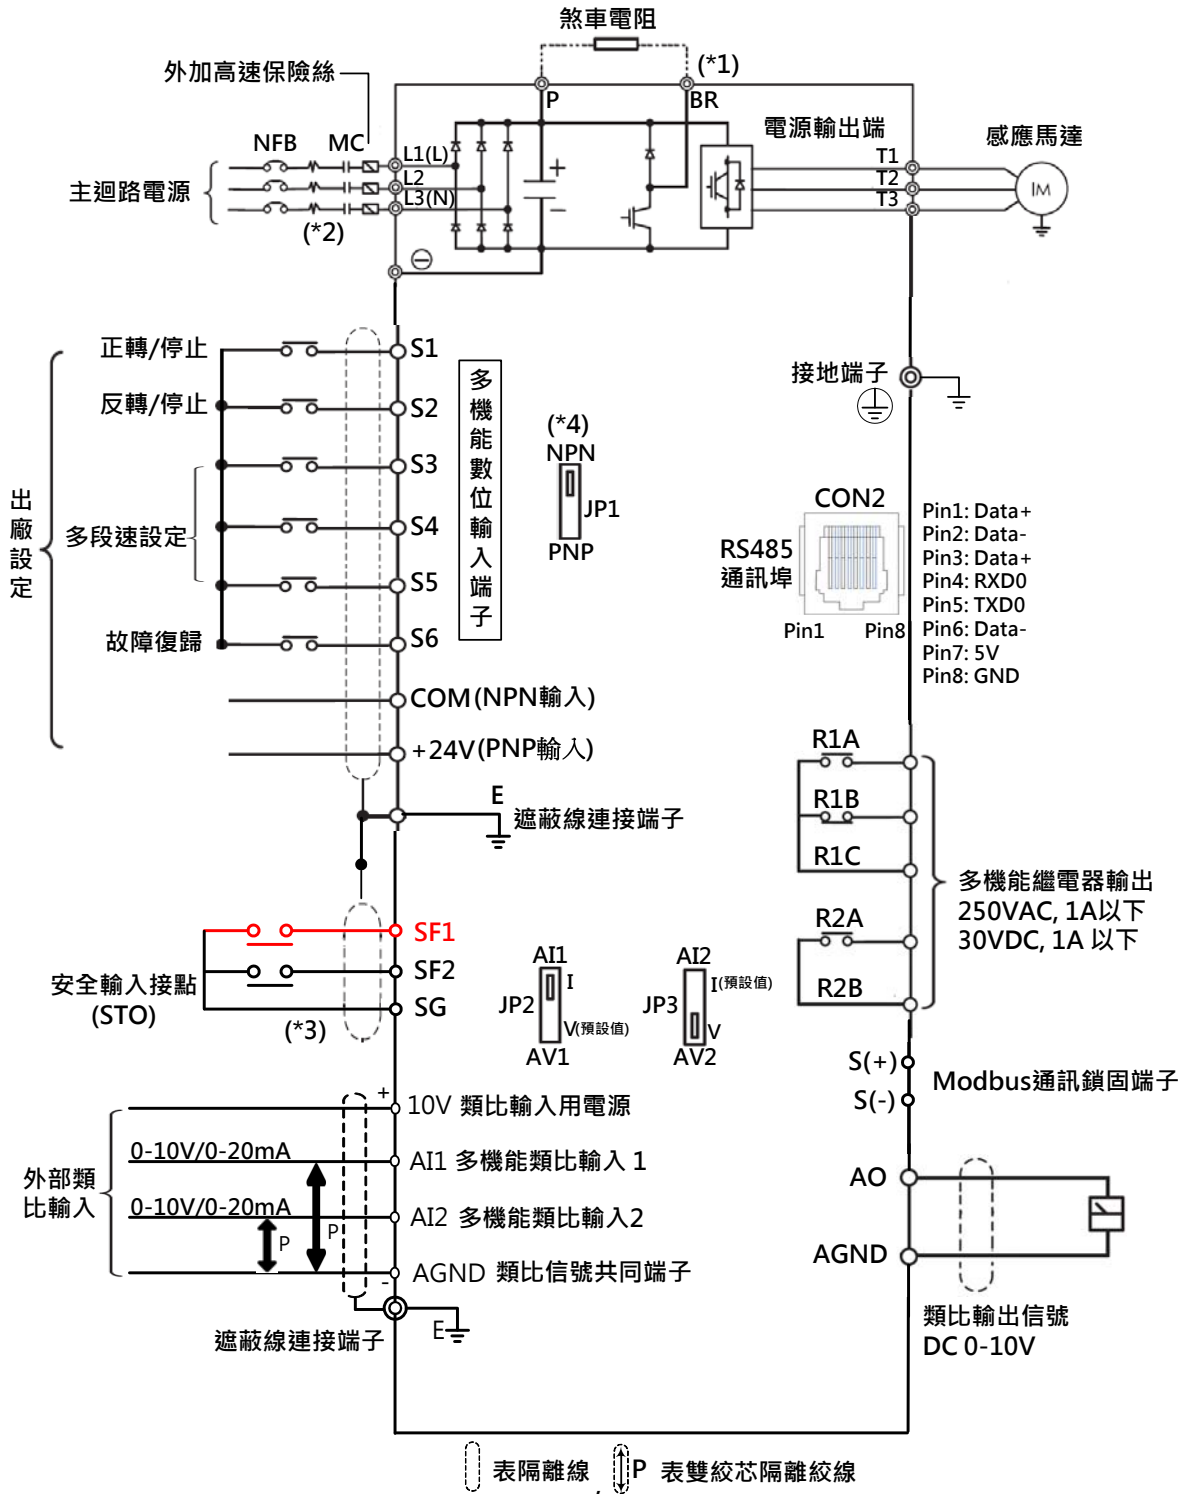 煞車電阻
(*1)
外加高速保險絲
P
BR
NFB
MC
電源輸出端
感應馬達
主迴路電源
L1(L)
L2
L3(N)
+
−
T1
T2
T3
IM
(*2)
⊖
出廠設定
正轉/停止
S1
反轉/停止
S2
S3
多段速設定
S4
S5
故障復歸
S6
多機能數位輸入端子
COM(NPN輸入)
+24V(PNP輸入)
(*4)
NPN
JP1
PNP
接地端子
CON2
RS485
通訊埠
Pin1
Pin8
Pin1: Data+
Pin2: Data-
Pin3: Data+
Pin4: RXD0
Pin5: TXD0
Pin6: Data-
Pin7: 5V
Pin8: GND
E
遮蔽線連接端子
R1A
R1B
R1C
R2A
R2B
多機能繼電器輸出
250VAC, 1A以下
30VDC, 1A 以下
SF1
SF2
SG
安全輸入接點
(STO)
(*3)
AI1
I
JP2
V(預設值)
AV1
AI2
I(預設值)
JP3
V
AV2
S(+)
S(-)
Modbus通訊鎖固端子
外部類
比輸入
+
10V 類比輸入用電源
0-10V/0-20mA
AI1 多機能類比輸入 1
0-10V/0-20mA
AI2 多機能類比輸入2
P
P
AGND 類比信號共同端子
-
E
遮蔽線連接端子
AO
AGND
類比輸出信號
DC 0-10V
表隔離線 , P 表雙絞芯隔離絞線